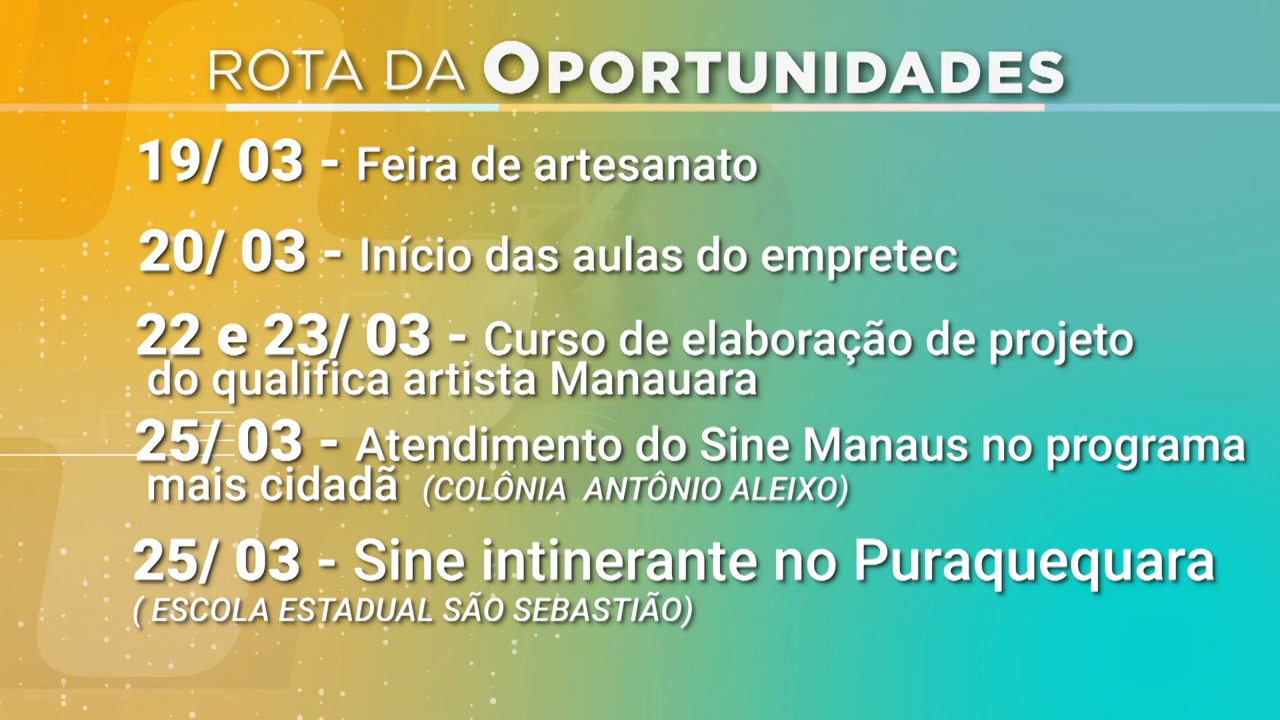 ROTA DA OPORTUNIDADES
19/ 03 - Feira de artesanato
20/ 03 - Início das aulas do empretec
22 e 23/ 03 - Curso de elaboração de projeto
do qualifica artista Manauara
25/ 03 - Atendimento do Sine Manaus no programa
mais cidadã (COLÔNIA ANTÔNIO ALEIXO)
25/ 03 - Sine intinerante no Puraquequara
( ESCOLA ESTADUAL SÃO SEBASTIÃO)